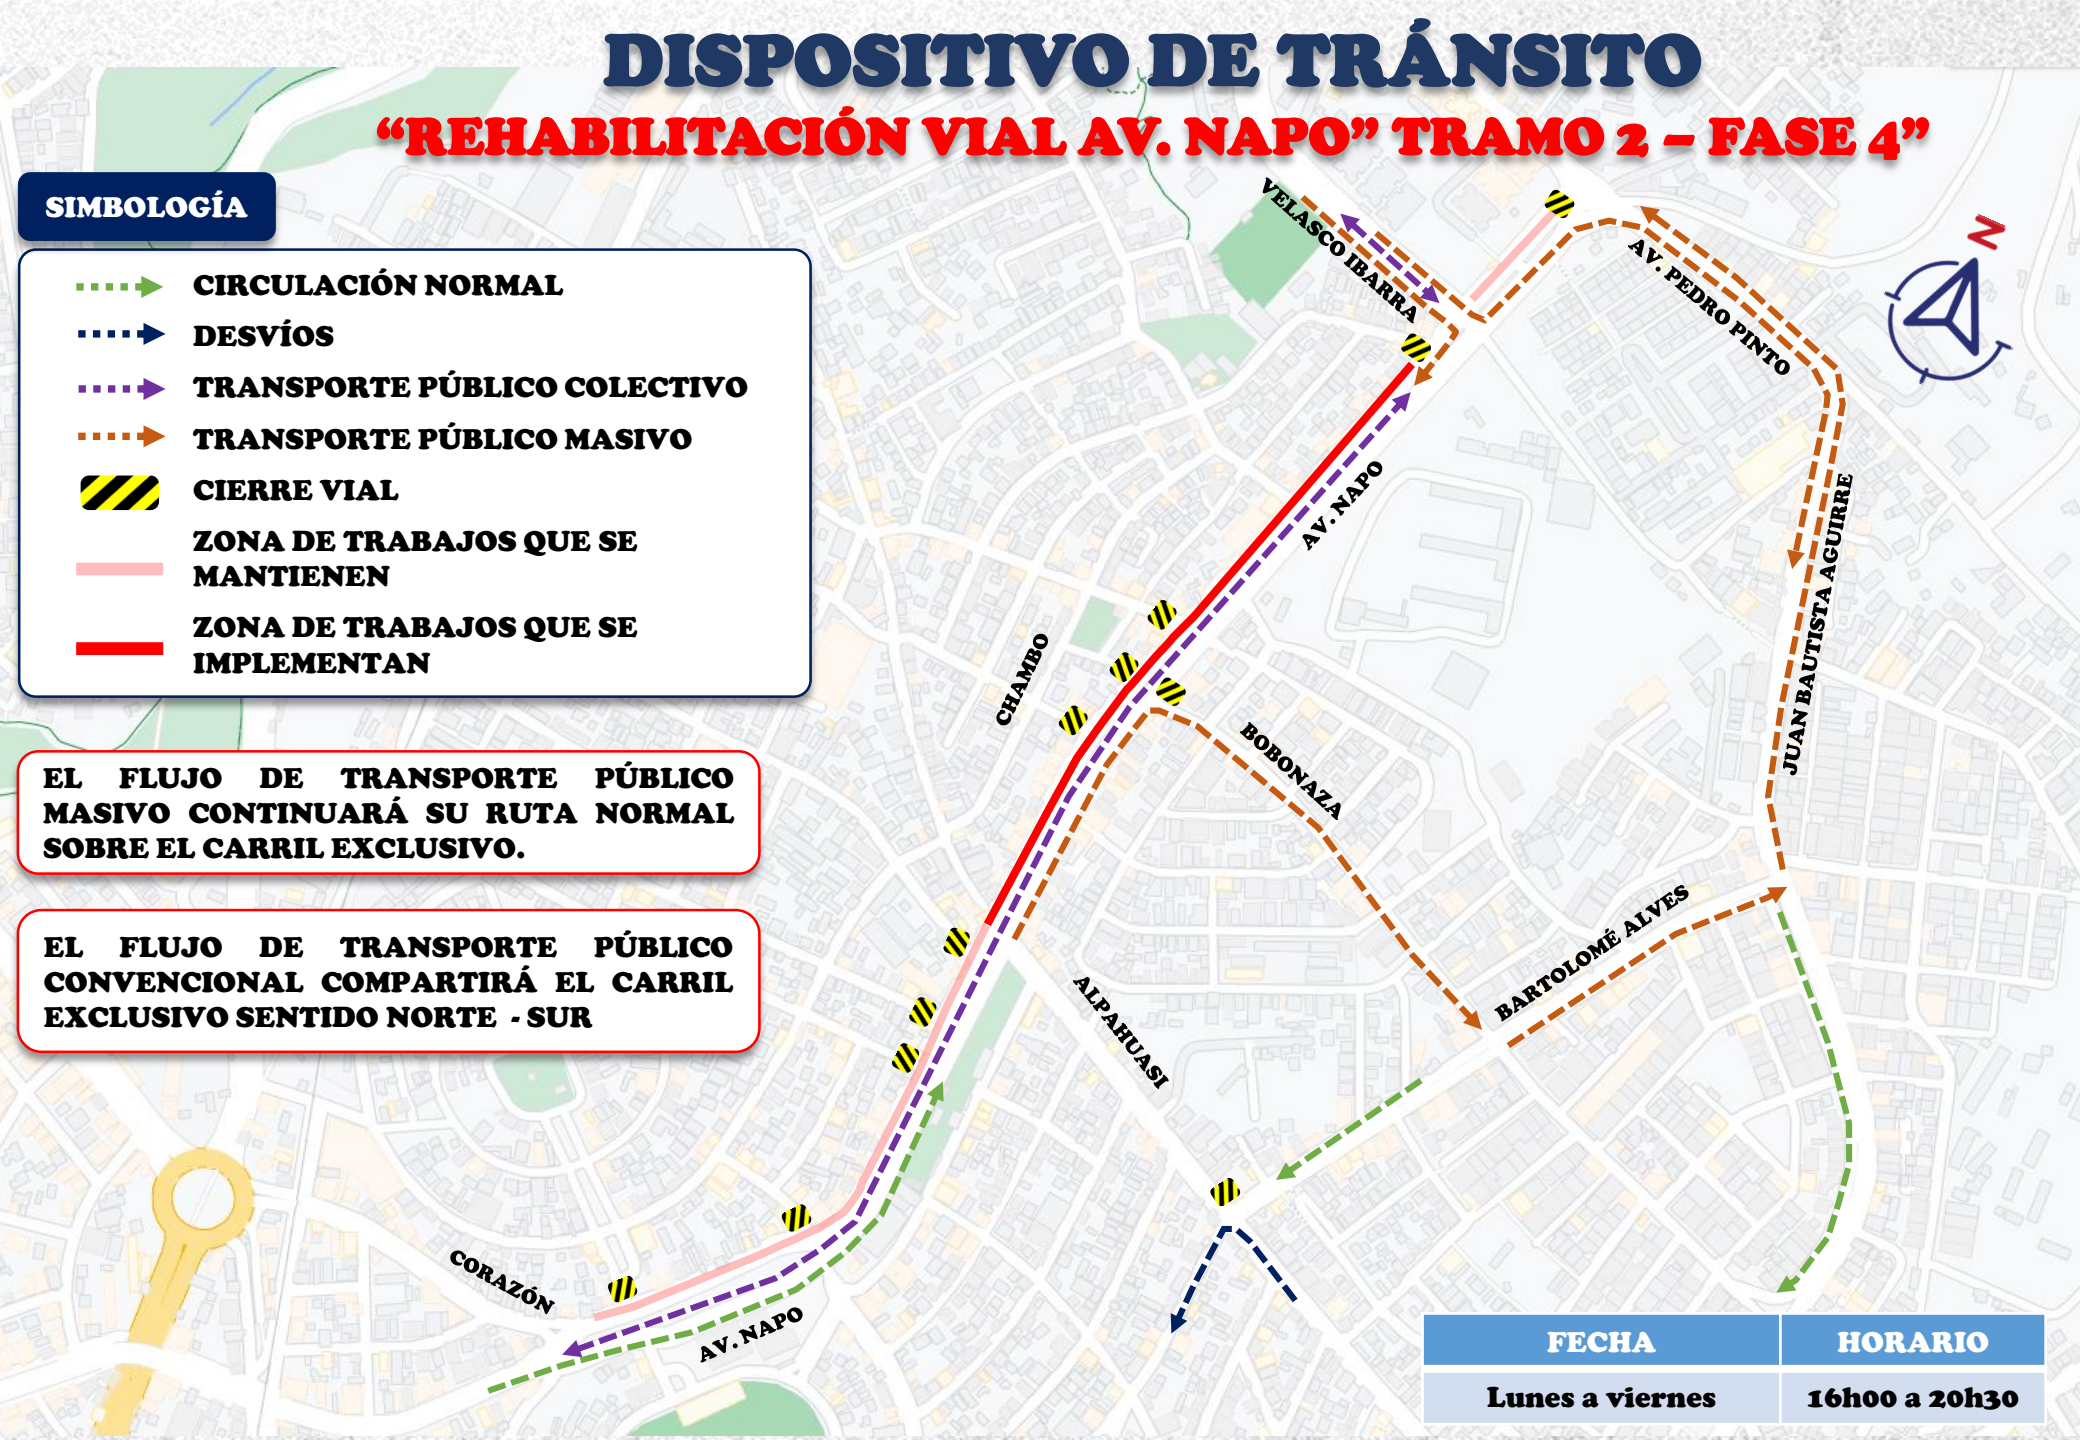 DISPOSITIVO DE TRÁNSITO
“REHABILITACIÓN VIAL AV. NAPO” TRAMO 2 – FASE 4”
SIMBOLOGÍA
CIRCULACIÓN NORMAL
DESVÍOS
TRANSPORTE PÚBLICO COLECTIVO
TRANSPORTE PÚBLICO MASIVO
CIERRE VIAL
ZONA DE TRABAJOS QUE SE
MANTIENEN
ZONA DE TRABAJOS QUE SE
IMPLEMENTAN
EL FLUJO DE TRANSPORTE PÚBLICO
MASIVO CONTINUARÁ SU RUTA NORMAL
SOBRE EL CARRIL EXCLUSIVO.
EL FLUJO DE TRANSPORTE PÚBLICO
CONVENCIONAL COMPARTIRÁ EL CARRIL
EXCLUSIVO SENTIDO NORTE - SUR
VELASCO IBARRA
AV. PEDRO PINTO
N
AV. NAPO
JUAN BAUTISTA AGUIRRE
CHAMBO
BOBONAZA
BARTOLOMÉ ALVES
ALPAHUASI
CORAZÓN
AV. NAPO
FECHA HORARIO
Lunes a viernes 16h00 a 20h30